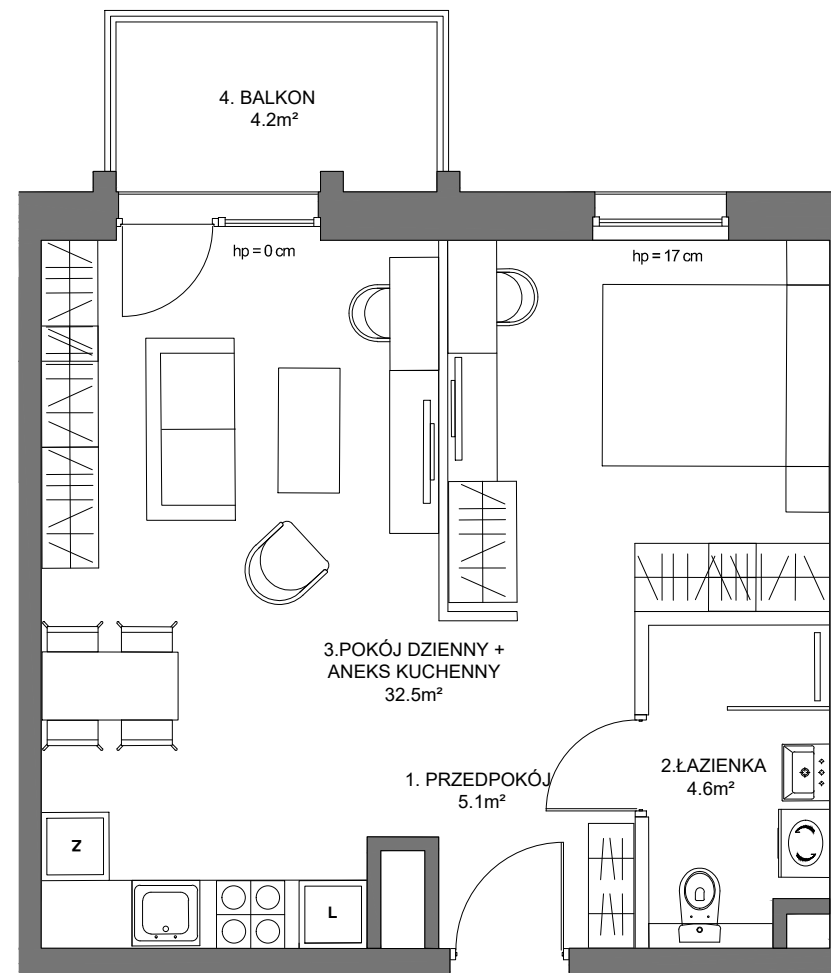 4. BALKON
4.2m²
hp = 0 cm
hp = 17 cm
3.POKÓJ DZIENNY +
ANEKS KUCHENNY
32.5m²
1. PRZEDPOKÓJ
5.1m²
2.ŁAZIENKA
4.6m²
Z
L